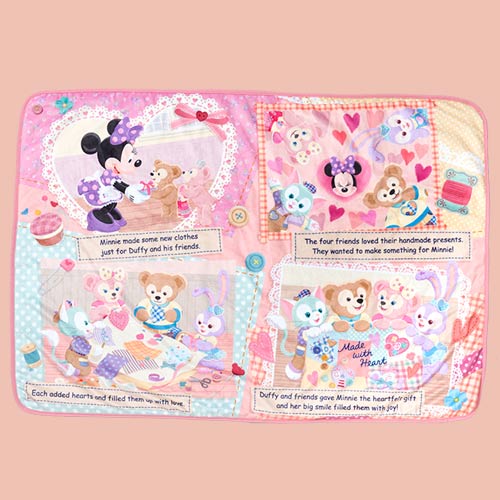 Minnie made some new clothes
just for Duffy and his friends.
The four friends loved their handmade presents.
They wanted to make something for Minnie!
Each added hearts and filled them up with love.
Made
with
Heart
Duffy and friends gave Minnie the heartfelt gift
and her big smile filled them with joy!